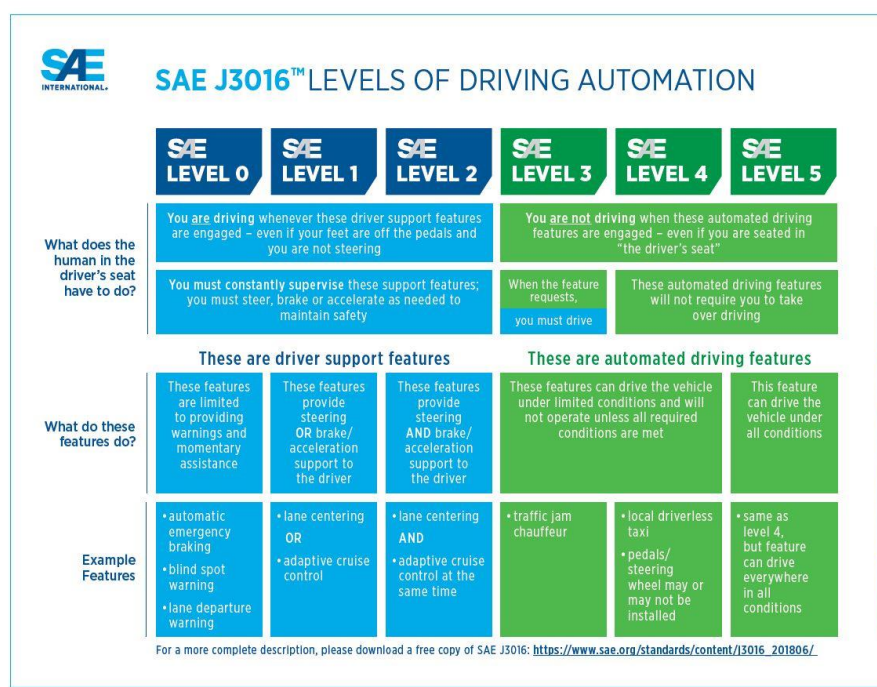 SAE
INTERNATIONAL®
SAE J3016™ LEVELS OF DRIVING AUTOMATION
SAE
LEVEL 0
SAE
LEVEL 1
SAE
LEVEL 2
SAE
LEVEL 3
SAE
LEVEL 4
SAE
LEVEL 5
What does the
human in the
driver's seat
have to do?
You are driving whenever these driver support features
are engaged – even if your feet are off the pedals and
you are not steering
You are not driving when these automated driving
features are engaged – even if you are seated in
“the driver's seat”
You must constantly supervise these support features;
you must steer, brake or accelerate as needed to
maintain safety
When the feature
requests,
you must drive
These automated driving features
will not require you to take
over driving
These are driver support features
These are automated driving features
What do these
features do?
These features
are limited
to providing
warnings and
momentary
assistance
These features
provide
steering
OR brake/
acceleration
support to
the driver
These features
provide
steering
AND brake/
acceleration
support to
the driver
These features can drive the vehicle
under limited conditions and will
not operate unless all required
conditions are met
This feature
can drive the
vehicle under
all conditions
Example
Features
• automatic
emergency
braking
• blind spot
warning
• lane departure
warning
• lane centering
OR
• adaptive cruise
control
• lane centering
AND
• adaptive cruise
control at the
same time
• traffic jam
chauffeur
• local driverless
taxi
• pedals/
steering
wheel may or
may not be
installed
• same as
level 4,
but feature
can drive
everywhere
in all
conditions
For a more complete description, please download a free copy of SAE J3016: https://www.sae.org/standards/content/J3016_201806/